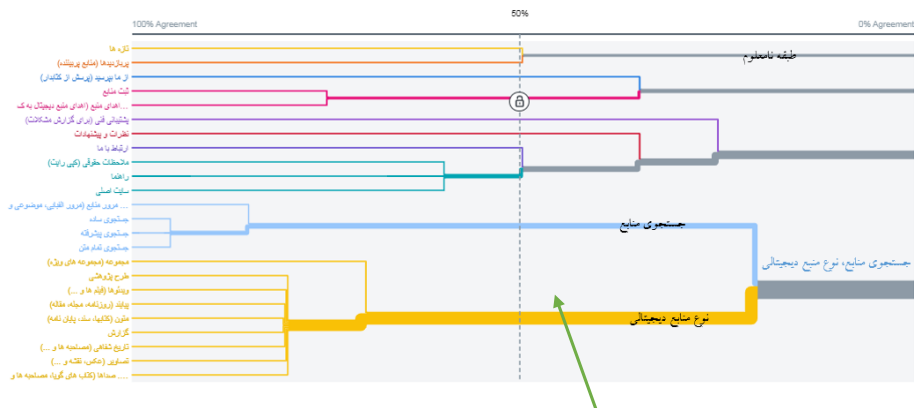 50%
100% Agreement
0% Agreement
تازه ها
پربازدیدها (منابع پربیننده)
طبقه نامعلوم
از ما بپرسید (پرسش از کتابدار)
ثبت منابع
...اهدای منبع (اهدای منبع دیجیتال به ک
پشتیبانی فنی (برای گزارش مشکلات)
نظرات و پیشنهادات
ارتباط با ما
ملاحظات حقوقی (کپی رایت)
راهنما
سایت اصلی
... مرور منابع (مرور الفبایی، موضوعی و
جستجوی ساده
جستجوی منابع
جستجوی پیشرفته
جستجوی تمام متن
مجموعه (مجموعه های ویژه)
جستجوی منابع، نوع منبع دیجیتالی
طرح پژوهشی
ویدئوها (فیلم ها و ...)
پیایند (روزنامه، مجله، مقاله)
متون (کتابها، سند، پایان نامه)
نوع منابع دیجیتالی
گزارش
تاریخ شفاهی (مصاحبه ها و ...)
تصاویر (عکس، نقشه و ...)
.... صداها (کتاب های گویا، مصاحبه ها و